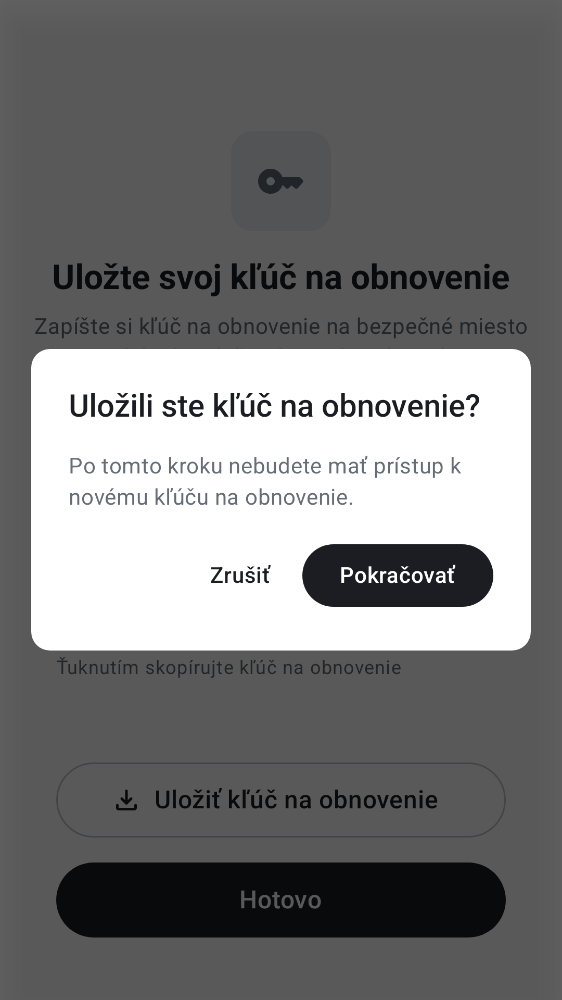 Uložte svoj kľúč na obnovenie
Zapíšte si kľúč na obnovenie na bezpečné miesto
Uložili ste kľúč na obnovenie?
Po tomto kroku nebudete mať prístup k
novému kľúču na obnovenie.
Zrušiť
Pokračovať
Ťuknutím skopírujte kľúč na obnovenie
Uložiť kľúč na obnovenie
Hotovo